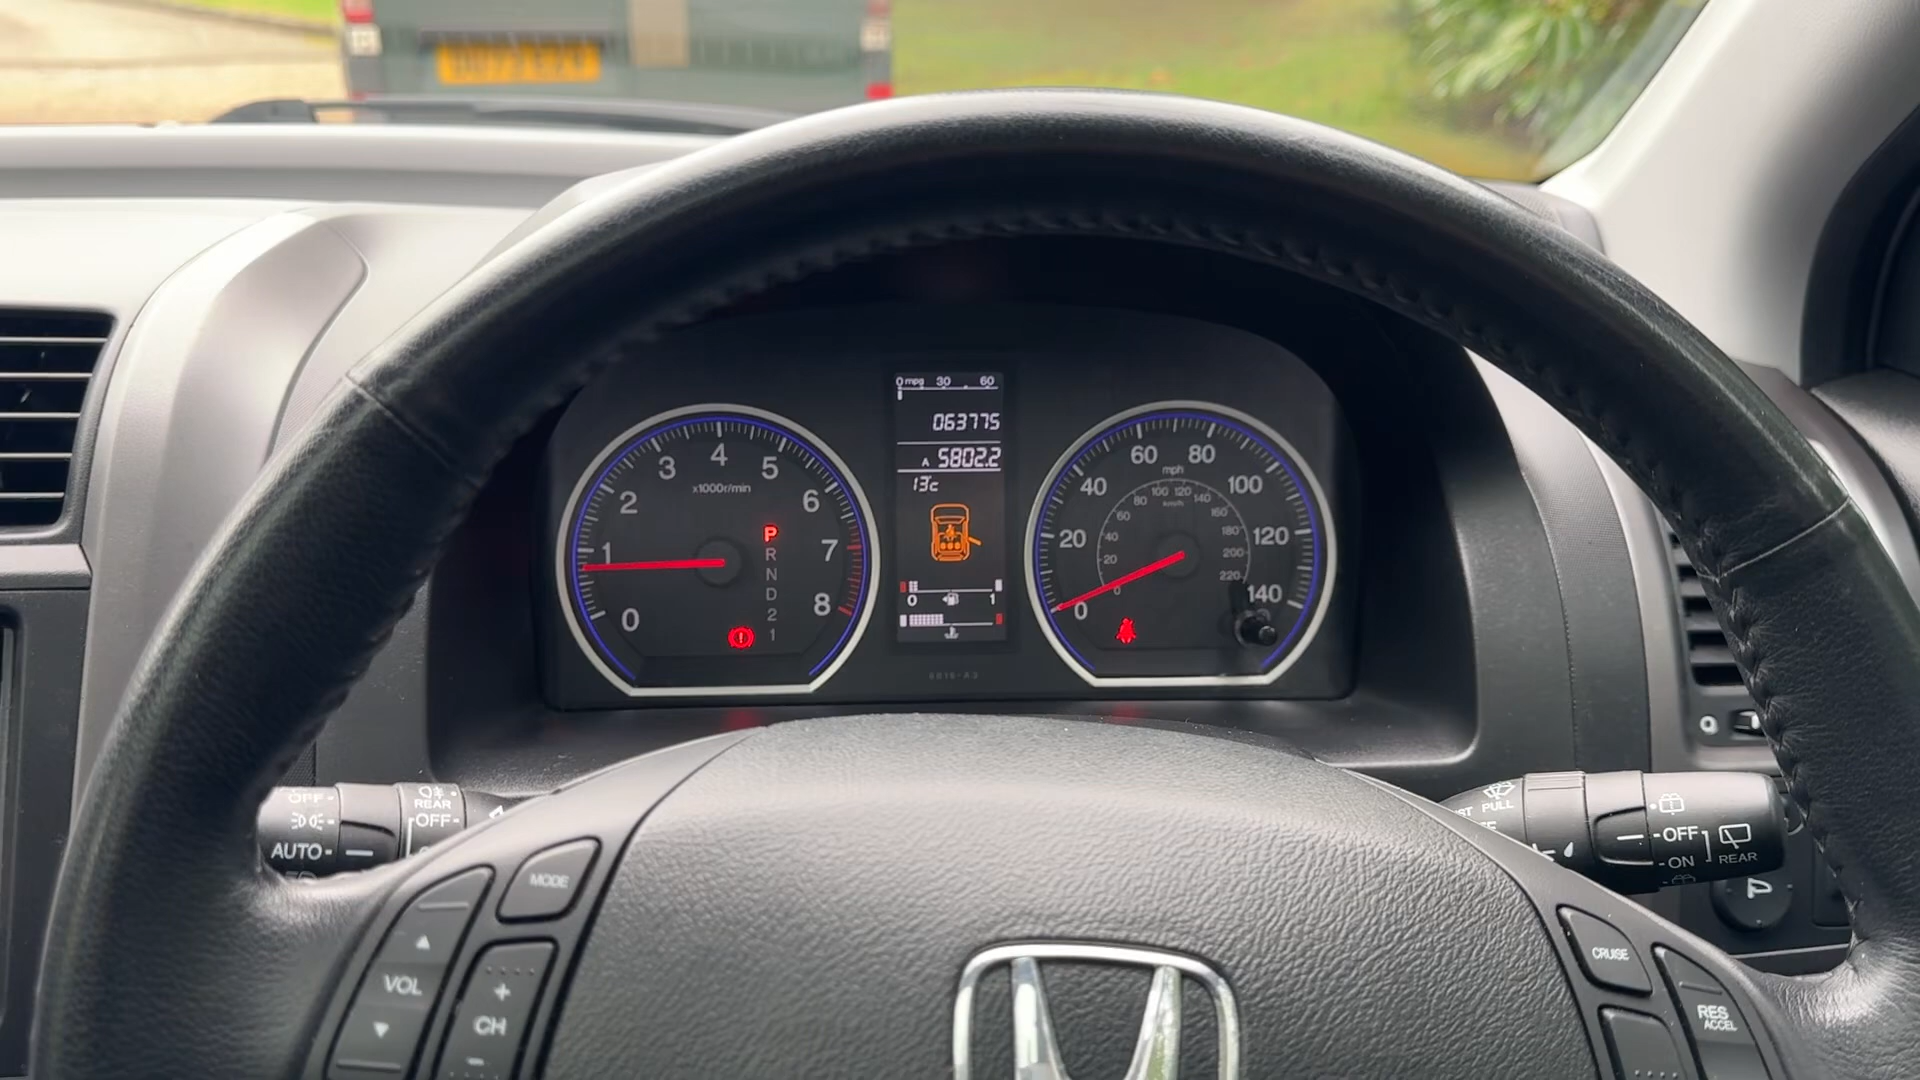 0 mpg 30 60
063775
A 5802.2
13°c
0 1
0 1 2 3 4 5 6 7 8
x1000r/min
P
R
N
D
2
1
0 20 40 60 80 100 120 140
mph
0 20 40 60 80 100 120 140 160 180 200 220
km/h
OFF
AUTO
REAR
OFF
PULL
OFF
ON
REAR
0
MODE
VOL
+
CH
-
CRUISE
RES
ACCEL